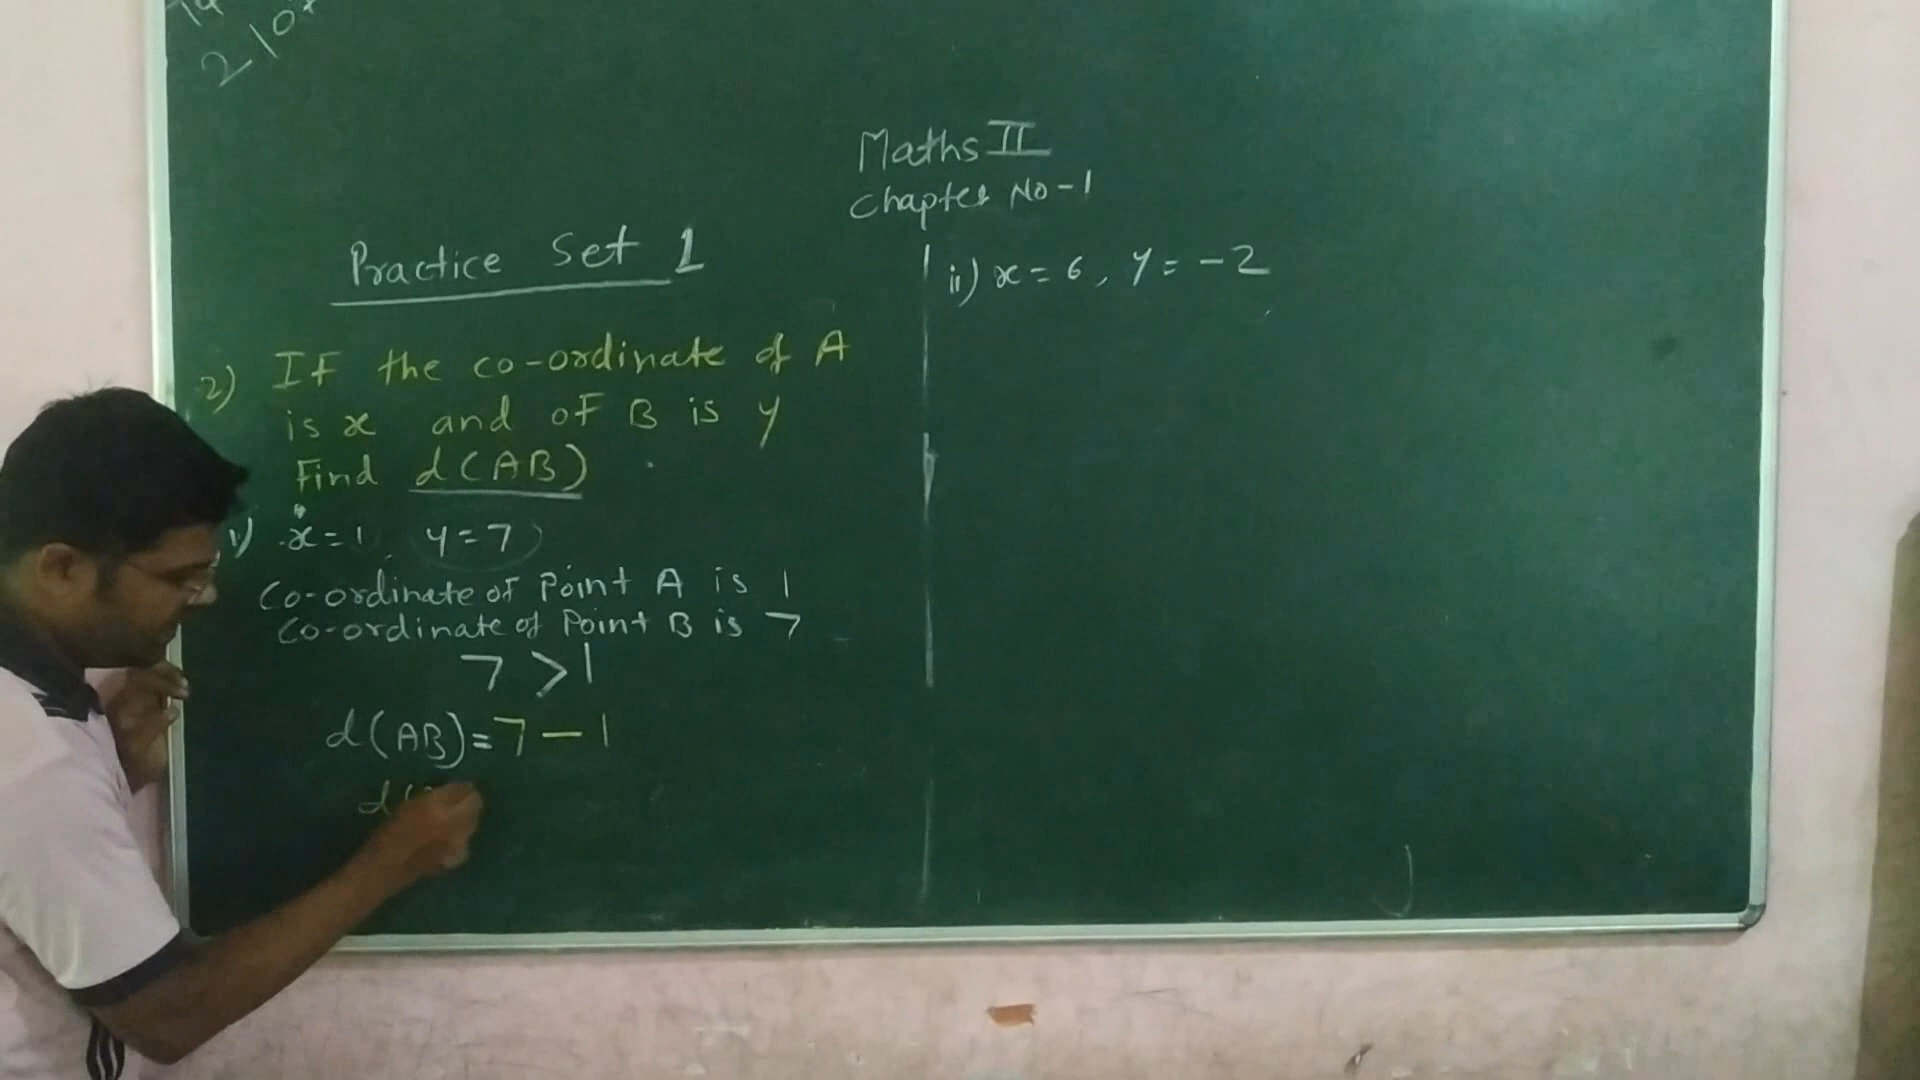 210
Maths II
Chapter No-1
Practice Set 1
2) If the co-ordinate of A
is x and of B is y
Find d(AB)
i) x=1, y=7
Co-ordinate of Point A is 1
Co-ordinate of Point B is 7
7 >1
d(AB)=7-1
d(
ii) x=6, y=-2